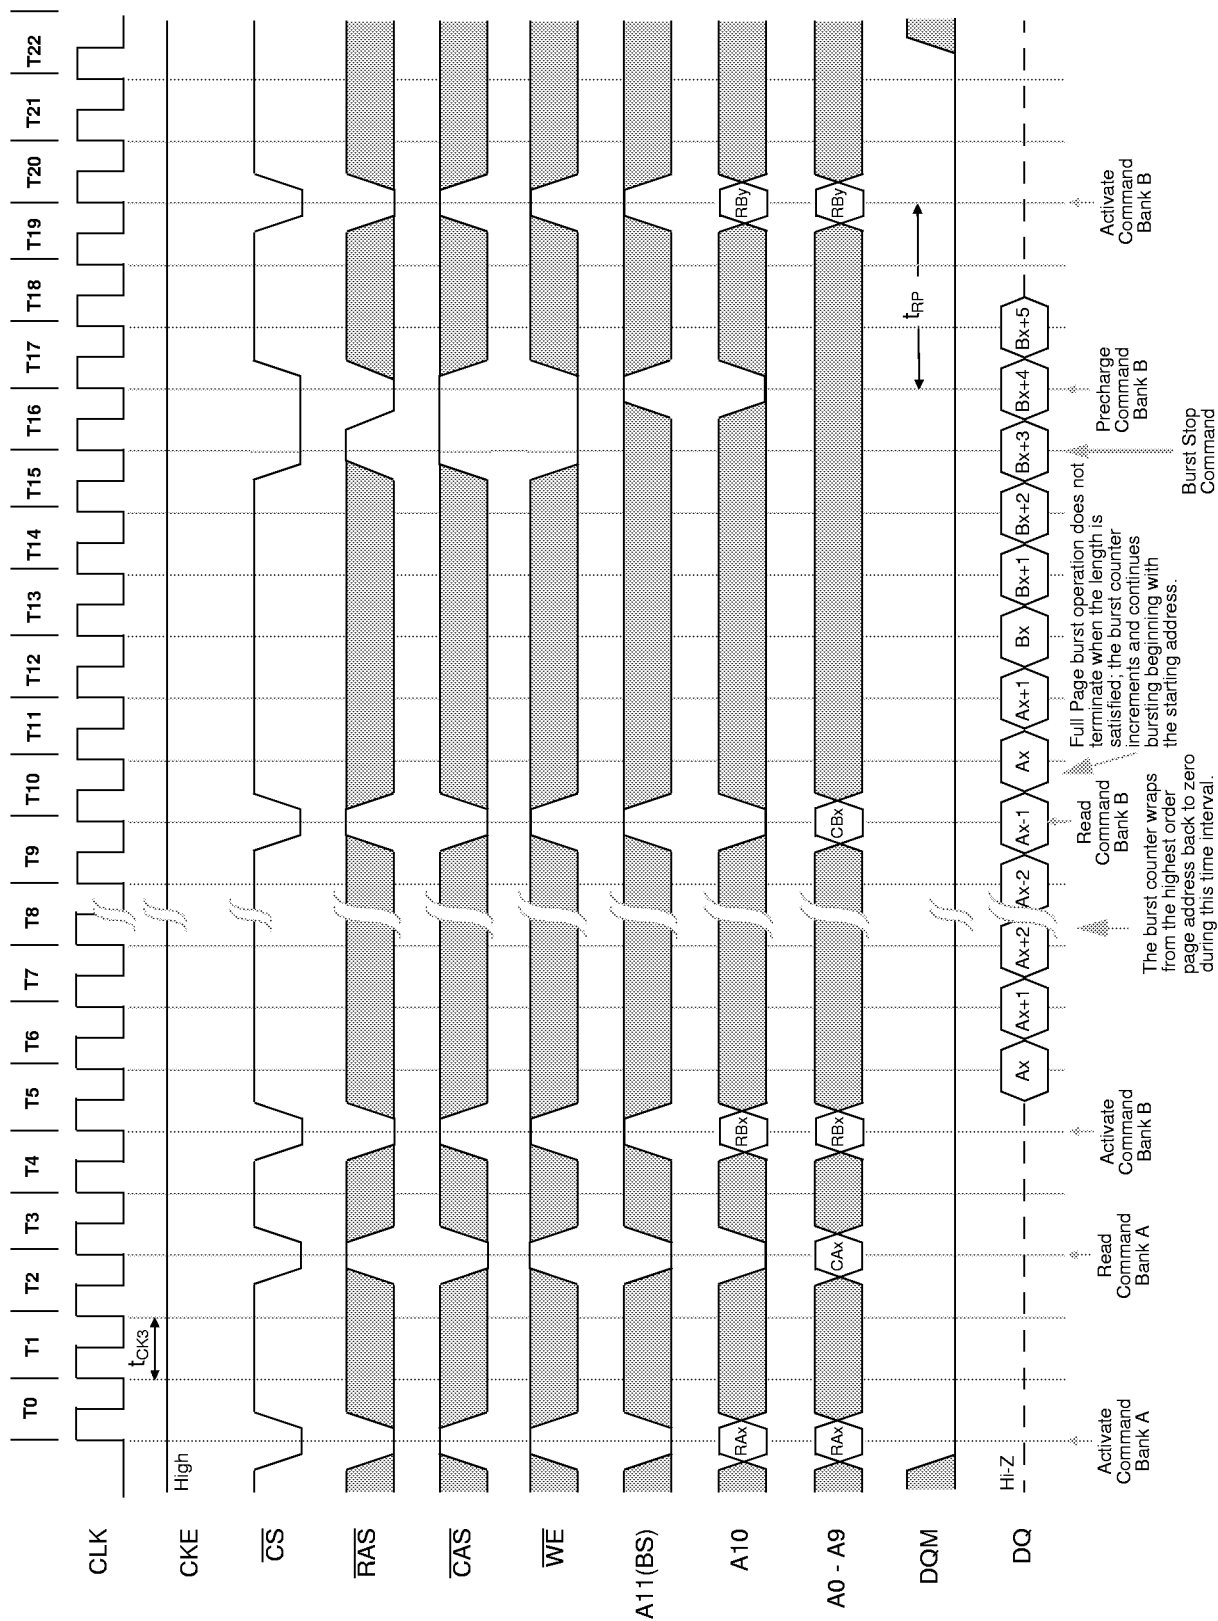 T0 T1 T2 T3 T4 T5 T6 T7 T8 T9 T10 T11 T12 T13 T14 T15 T16 T17 T18 T19 T20 T21 T22
CLK
tCK3
CKE
High
CS
RAS
CAS
WE
A11(BS)
A10
RAx RBx RBy
A0 - A9
RAx CAx RBx CBx RBy
DQM
tRP
DQ
Hi-Z
Ax Ax+1 Ax+2 Ax-2 Ax-1 Ax Ax+1 Bx Bx+1 Bx+2 Bx+3 Bx+4 Bx+5
Activate
Command
Bank A
Read
Command
Bank A
Activate
Command
Bank B
The burst counter wraps
from the highest order
page address back to zero
during this time interval.
Read
Command
Bank B
Full Page burst operation does not
terminate when the length is
satisfied; the burst counter
increments and continues
bursting beginning with
the starting address.
Burst Stop
Command
Precharge
Command
Bank B
Activate
Command
Bank B